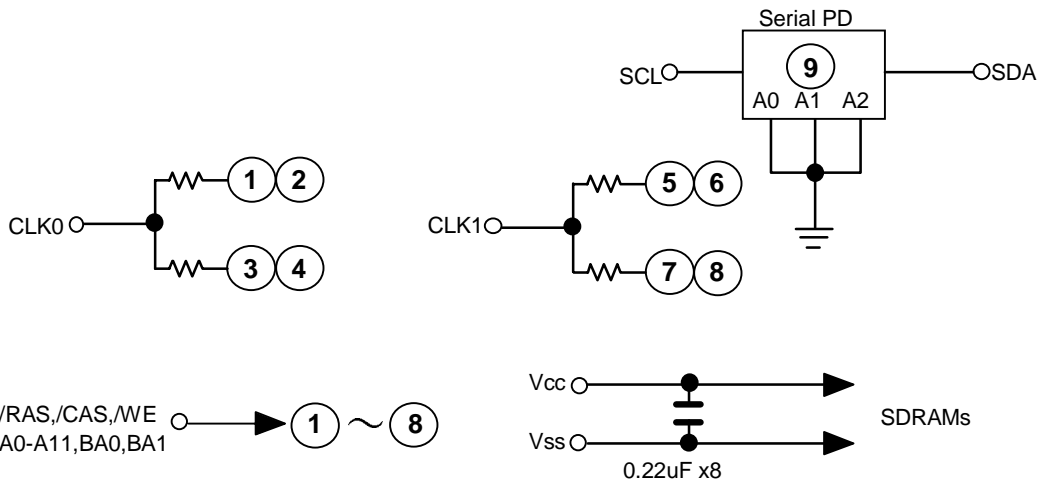 Serial PD
9
SCL
SDA
A0 A1 A2
1 2
CLK0
3 4
5 6
CLK1
7 8
/RAS,/CAS,/WE
A0-A11,BA0,BA1
1 ~ 8
Vcc
SDRAMs
Vss
0.22uF x8